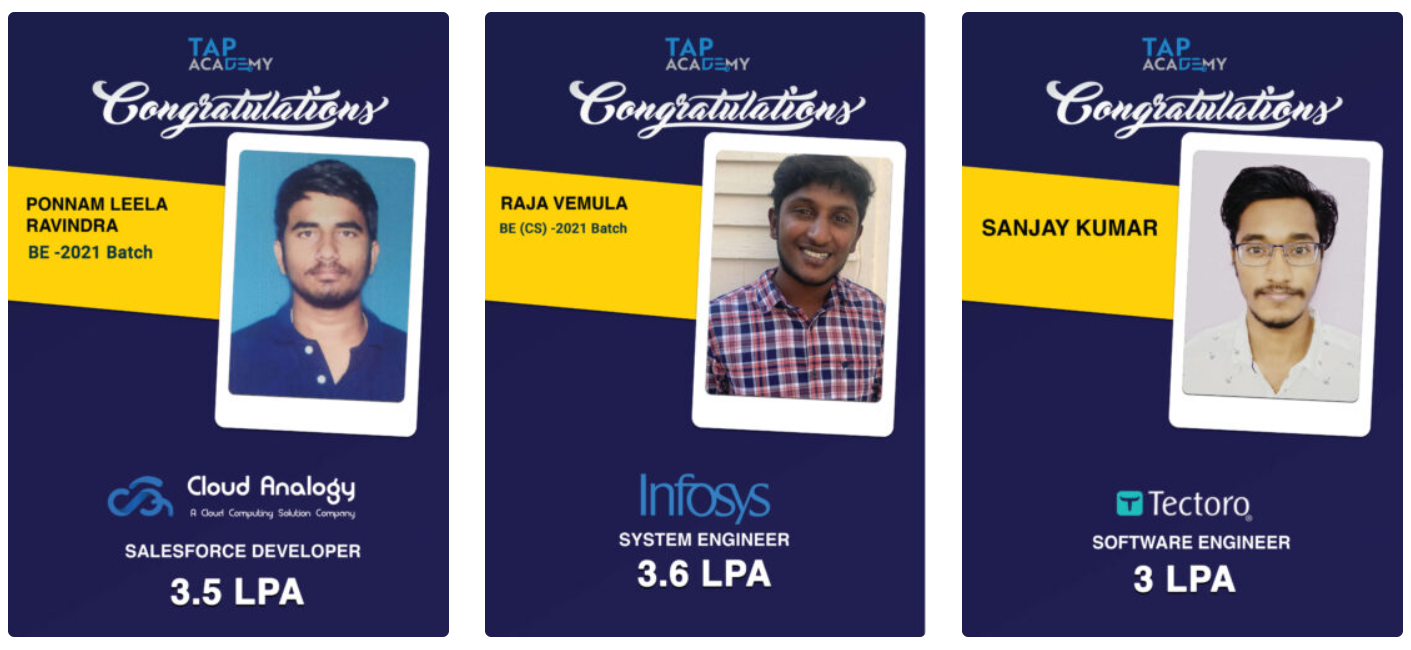 TAP
ACADEMY
Congratulations
PONNAM LEELA
RAVINDRA
BE -2021 Batch
Cloud Analogy
A Cloud Computing Solution Company
SALESFORCE DEVELOPER
3.5 LPA
TAP
ACADEMY
Congratulations
RAJA VEMULA
BE (CS) -2021 Batch
Infosys
SYSTEM ENGINEER
3.6 LPA
TAP
ACADEMY
Congratulations
SANJAY KUMAR
Tectoro®
SOFTWARE ENGINEER
3 LPA